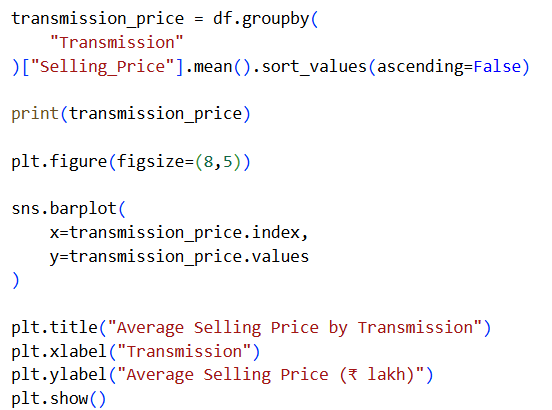 transmission_price = df.groupby(
    "Transmission"
)["Selling_Price"].mean().sort_values(ascending=False)

print(transmission_price)

plt.figure(figsize=(8,5))

sns.barplot(
    x=transmission_price.index,
    y=transmission_price.values
)

plt.title("Average Selling Price by Transmission")
plt.xlabel("Transmission")
plt.ylabel("Average Selling Price (₹ lakh)")
plt.show()